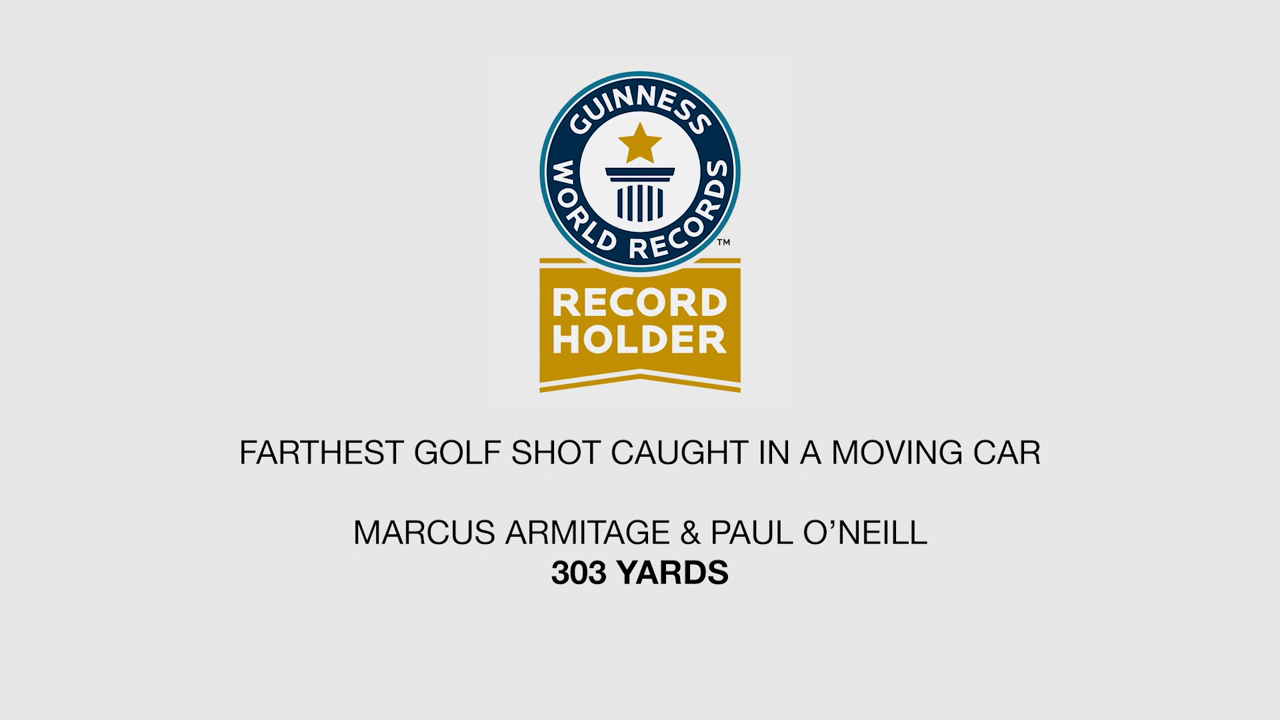 GUINNESS
WORLD RECORDS
™
RECORD
HOLDER
FARTHEST GOLF SHOT CAUGHT IN A MOVING CAR
MARCUS ARMITAGE & PAUL O’NEILL
303 YARDS